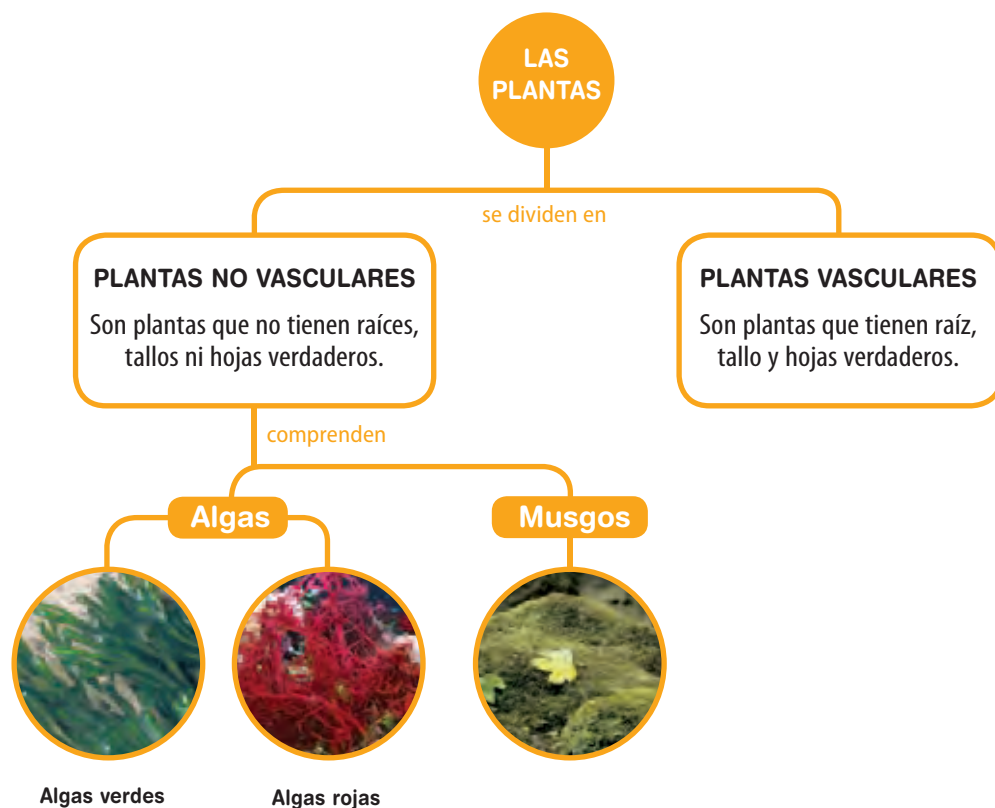 LAS
PLANTAS
se dividen en
PLANTAS NO VASCULARES
Son plantas que no tienen raíces,
tallos ni hojas verdaderos.
PLANTAS VASCULARES
Son plantas que tienen raíz,
tallo y hojas verdaderos.
comprenden
Algas
Musgos
Algas verdes
Algas rojas